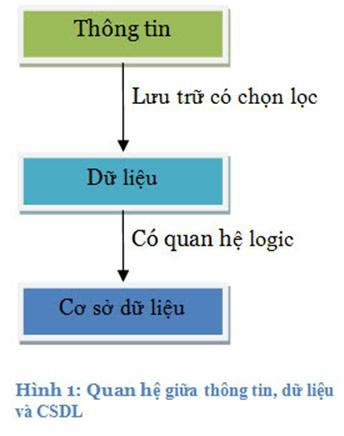 Thông tin
Lưu trữ có chọn lọc
Dữ liệu
Có quan hệ logic
Cơ sở dữ liệu
Hình 1: Quan hệ giữa thông tin, dữ liệu
và CSDL